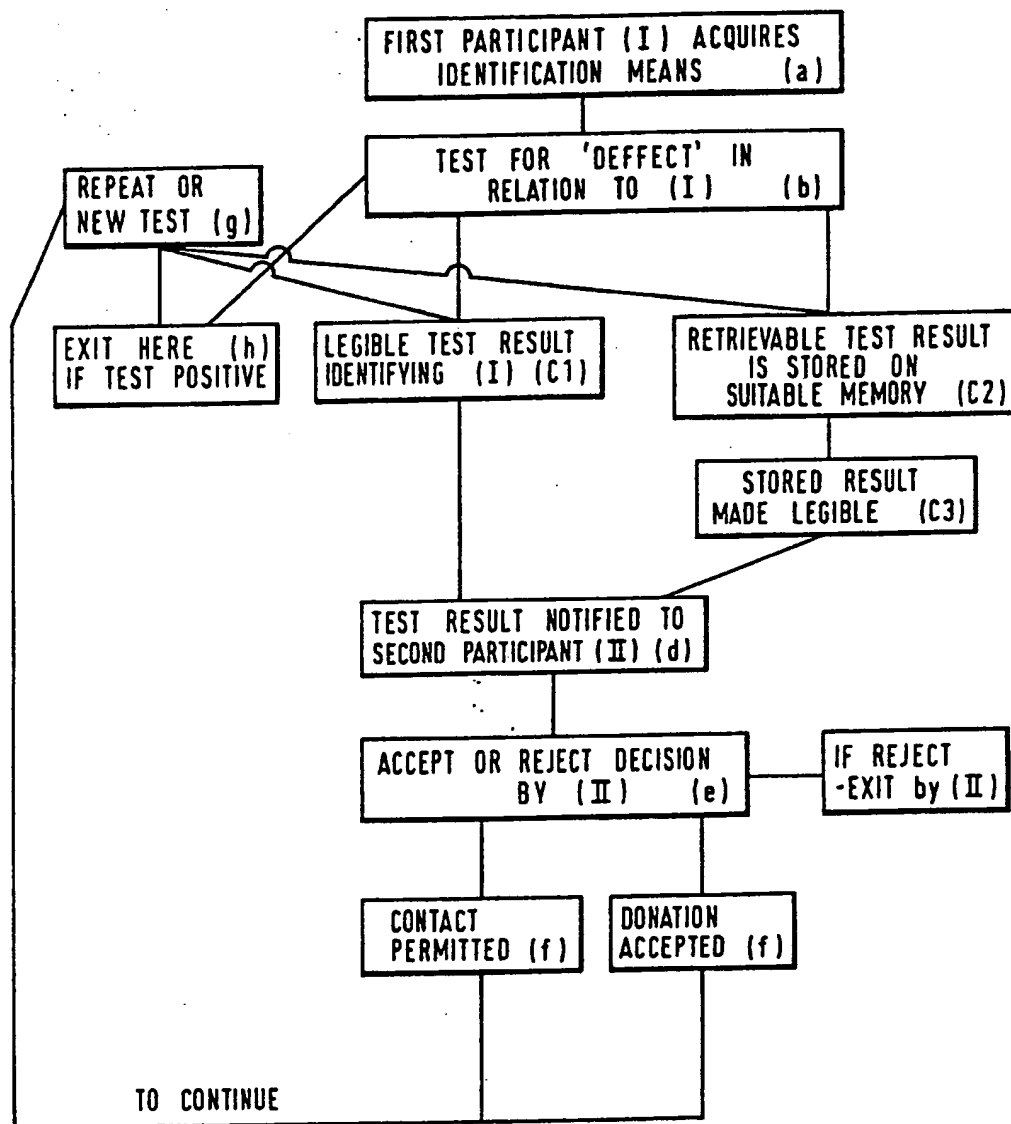 FIRST PARTICIPANT (I) ACQUIRES
IDENTIFICATION MEANS (a)
TEST FOR 'DEFFECT' IN
RELATION TO (I) (b)
REPEAT OR
NEW TEST (g)
EXIT HERE (h)
IF TEST POSITIVE
LEGIBLE TEST RESULT
IDENTIFYING (I) (C1)
RETRIEVABLE TEST RESULT
IS STORED ON
SUITABLE MEMORY (C2)
STORED RESULT
MADE LEGIBLE (C3)
TEST RESULT NOTIFIED TO
SECOND PARTICIPANT (II) (d)
ACCEPT OR REJECT DECISION
BY (II) (e)
IF REJECT
-EXIT by (II)
CONTACT
PERMITTED (f)
DONATION
ACCEPTED (f)
TO CONTINUE